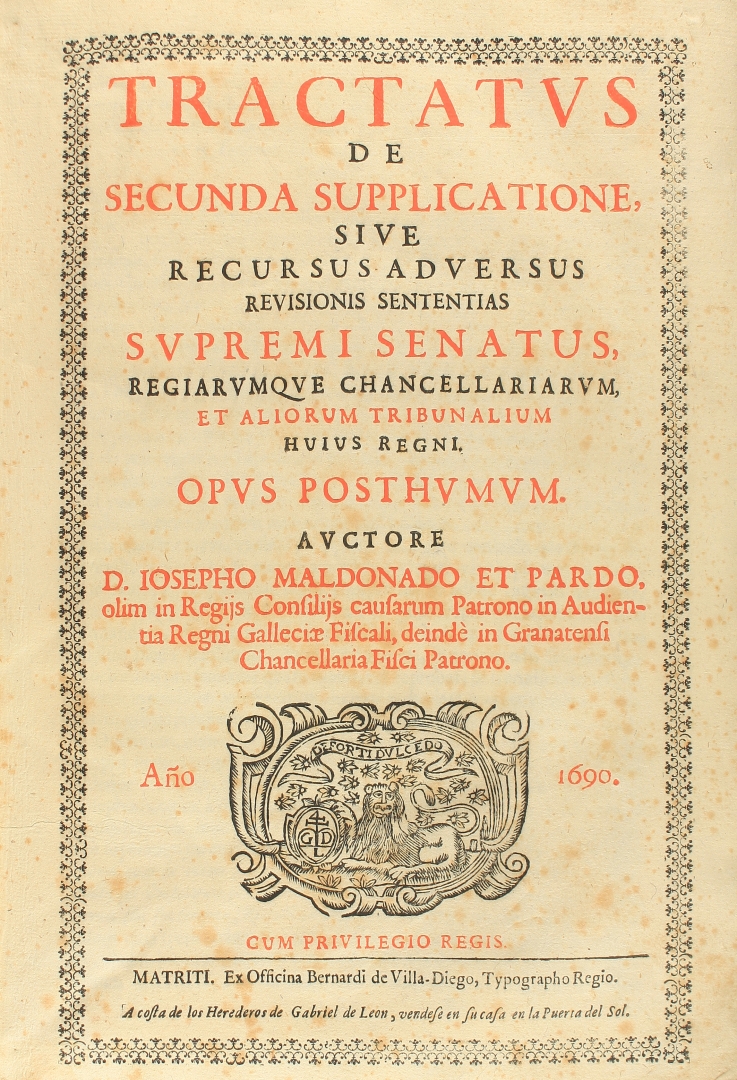 TRACTATVS
DE
SECUNDA SUPPLICATIONE,
SIVE
RECURSUS ADVERSUS
REVISIONIS SENTENTIAS
SVPREMI SENATUS,
REGIARVMQVE CHANCELLARIARVM,
ET ALIORUM TRIBUNALIUM
HUIUS REGNI.
OPVS POSTHVMVM.
AVCTORE
D. IOSEPHO MALDONADO ET PARDO,
olim in Regijs Conſilijs cauſarum Patrono in Audien-
tia Regni Galleciæ Fiſcali, deindè in Granatenſi
Chancellaria Fiſci Patrono.
DE FORTI DVLCEDO
Año 1690.
G D
L
CUM PRIVILEGIO REGIS.
MATRITI. Ex Officina Bernardi de Villa-Diego, Typographo Regio.
A coſta de los Herederos de Gabriel de Leon, vendeſe en ſu caſa en la Puerta del Sol.